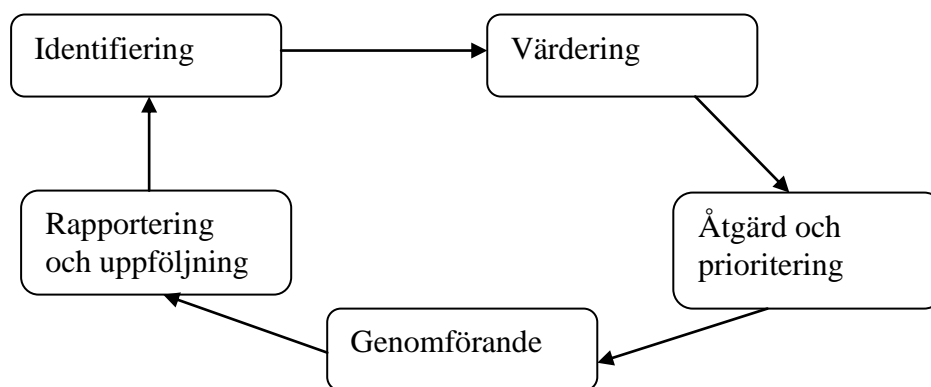 Identifiering
Värdering
Åtgärd och
prioritering
Genomförande
Rapportering
och uppföljning